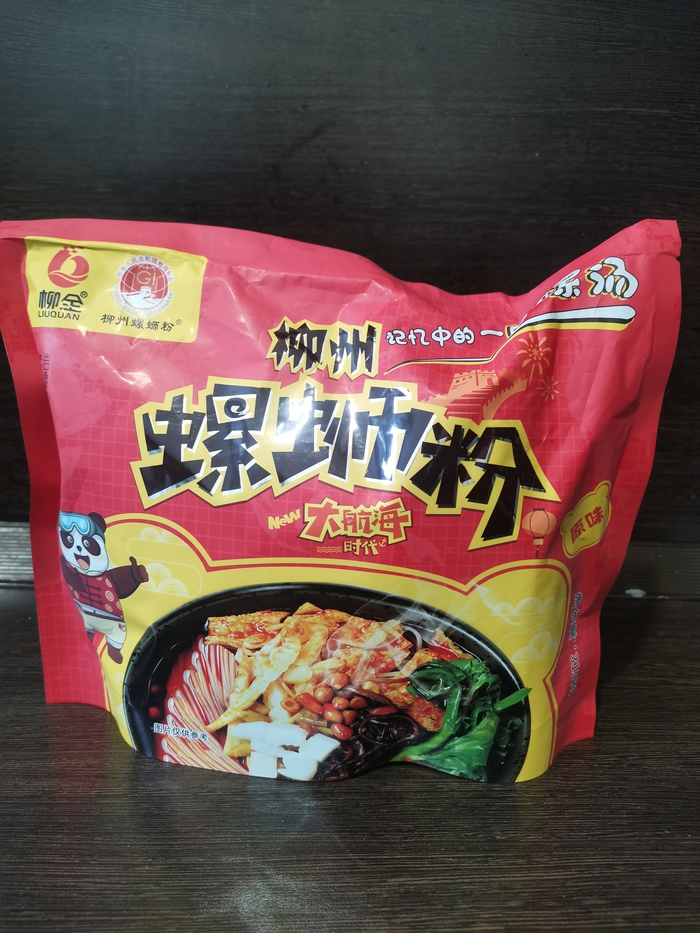 柳全®
LIUQUAN
柳州螺蛳粉®
柳州
记忆中的一
螺蛳粉
New
大航海
时代
原味
图片仅供参考